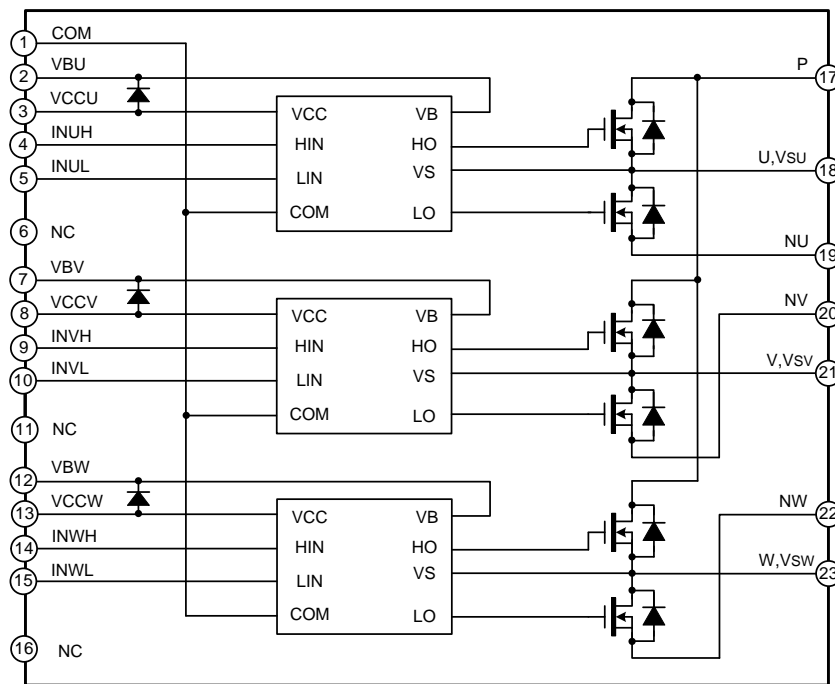 1 COM
2 VBU
3 VCCU
4 INUH
5 INUL
6 NC
7 VBV
8 VCCV
9 INVH
10 INVL
11 NC
12 VBW
13 VCCW
14 INWH
15 INWL
16 NC
VCC VB
HIN HO
LIN VS
COM LO
VCC VB
HIN HO
LIN VS
COM LO
VCC VB
HIN HO
LIN VS
COM LO
P 17
U,VSU 18
NU 19
NV 20
V,VSV 21
NW 22
W,VSW 23